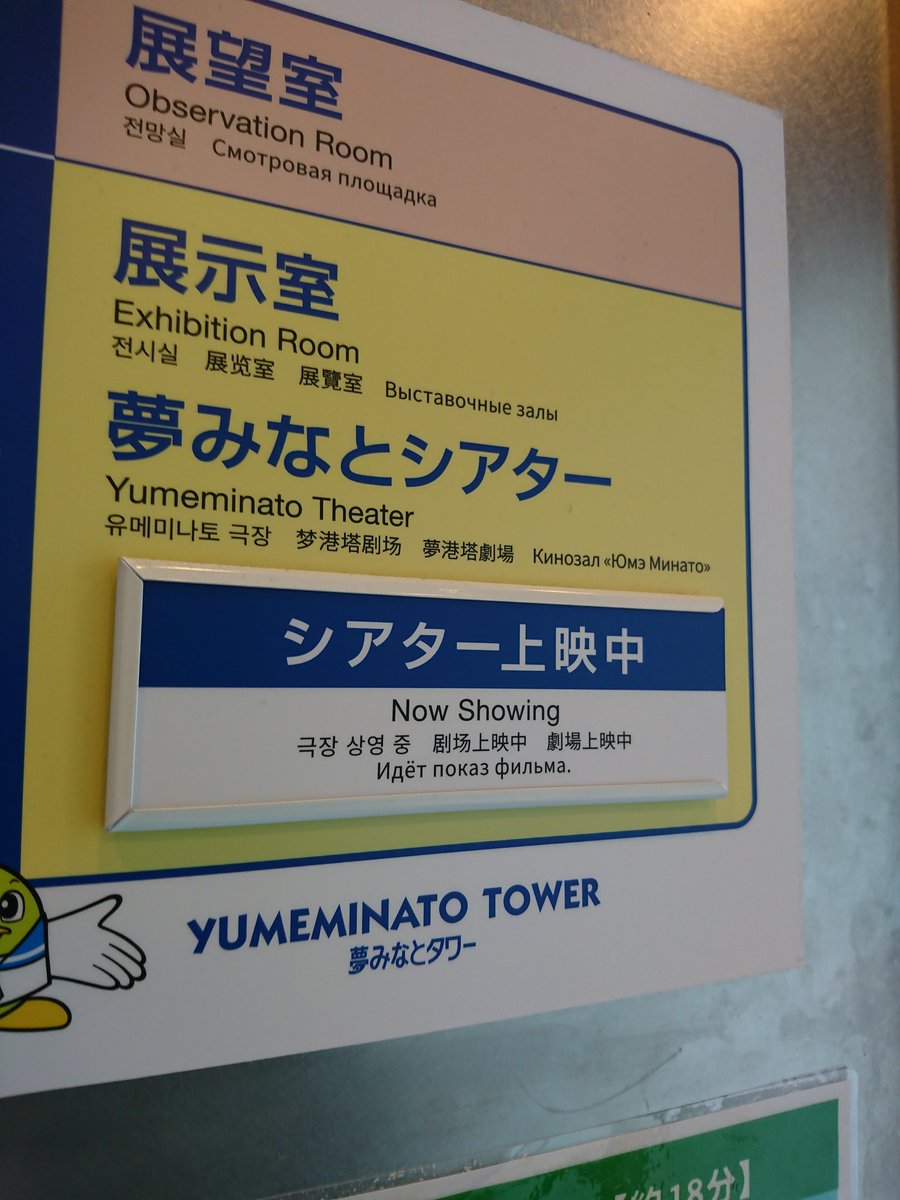 展望室
Observation Room
전망실 Смотровая площадка
展示室
Exhibition Room
전시실 展览室 展覽室 Выставочные залы
夢みなとシアター
Yumeminato Theater
유메미나토 극장 梦港塔剧场 夢港塔劇場 Кинозал «Юмэ Минато»
シアター上映中
Now Showing
극장 상영 중 剧场上映中 劇場上映中
Идёт показ фильма.
YUMEMINATO TOWER
夢みなとタワー
【約18分】